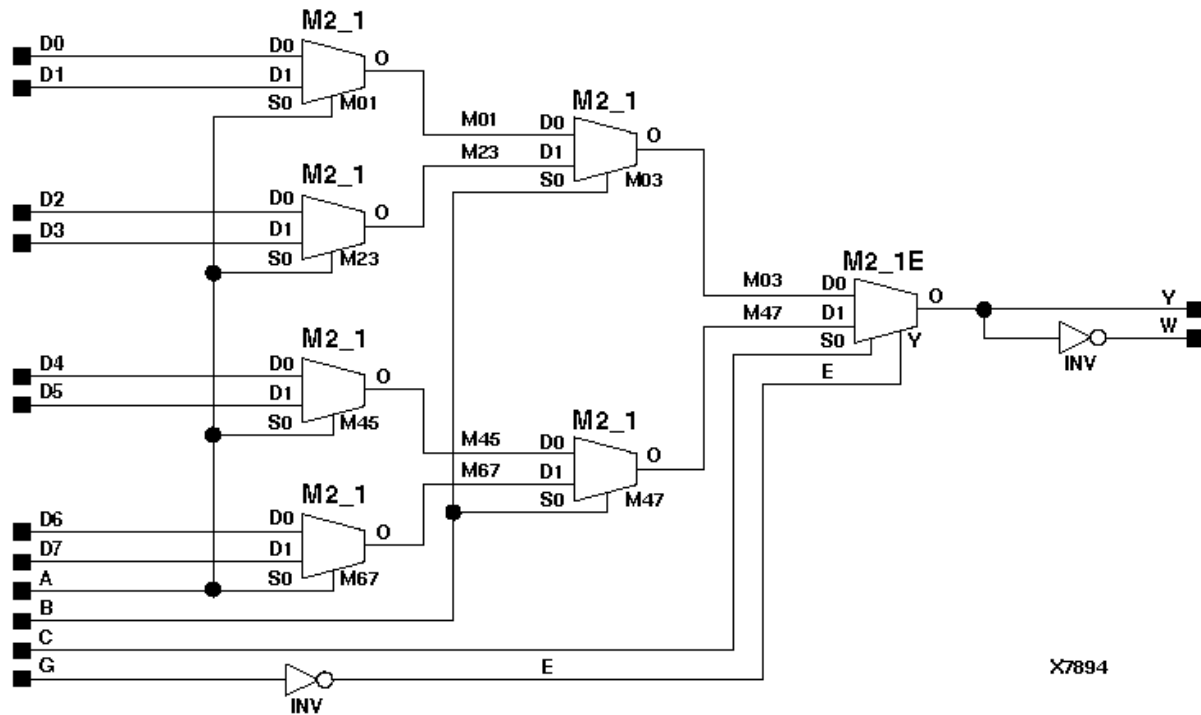 M2_1
D0 D0 O
D1 D1
S0 M01
M2_1
M01 D0 O
M23 D1
S0 M03
M2_1
D2 D0 O
D3 D1
S0 M23
M2_1E
M03 D0 O Y
M47 D1 W
S0 Y
E INV
M2_1
D4 D0 O
D5 D1
S0 M45
M2_1
M45 D0 O
M67 D1
S0 M47
M2_1
D6 D0 O
D7 D1
A S0 M67
B
C
G E X7894
INV